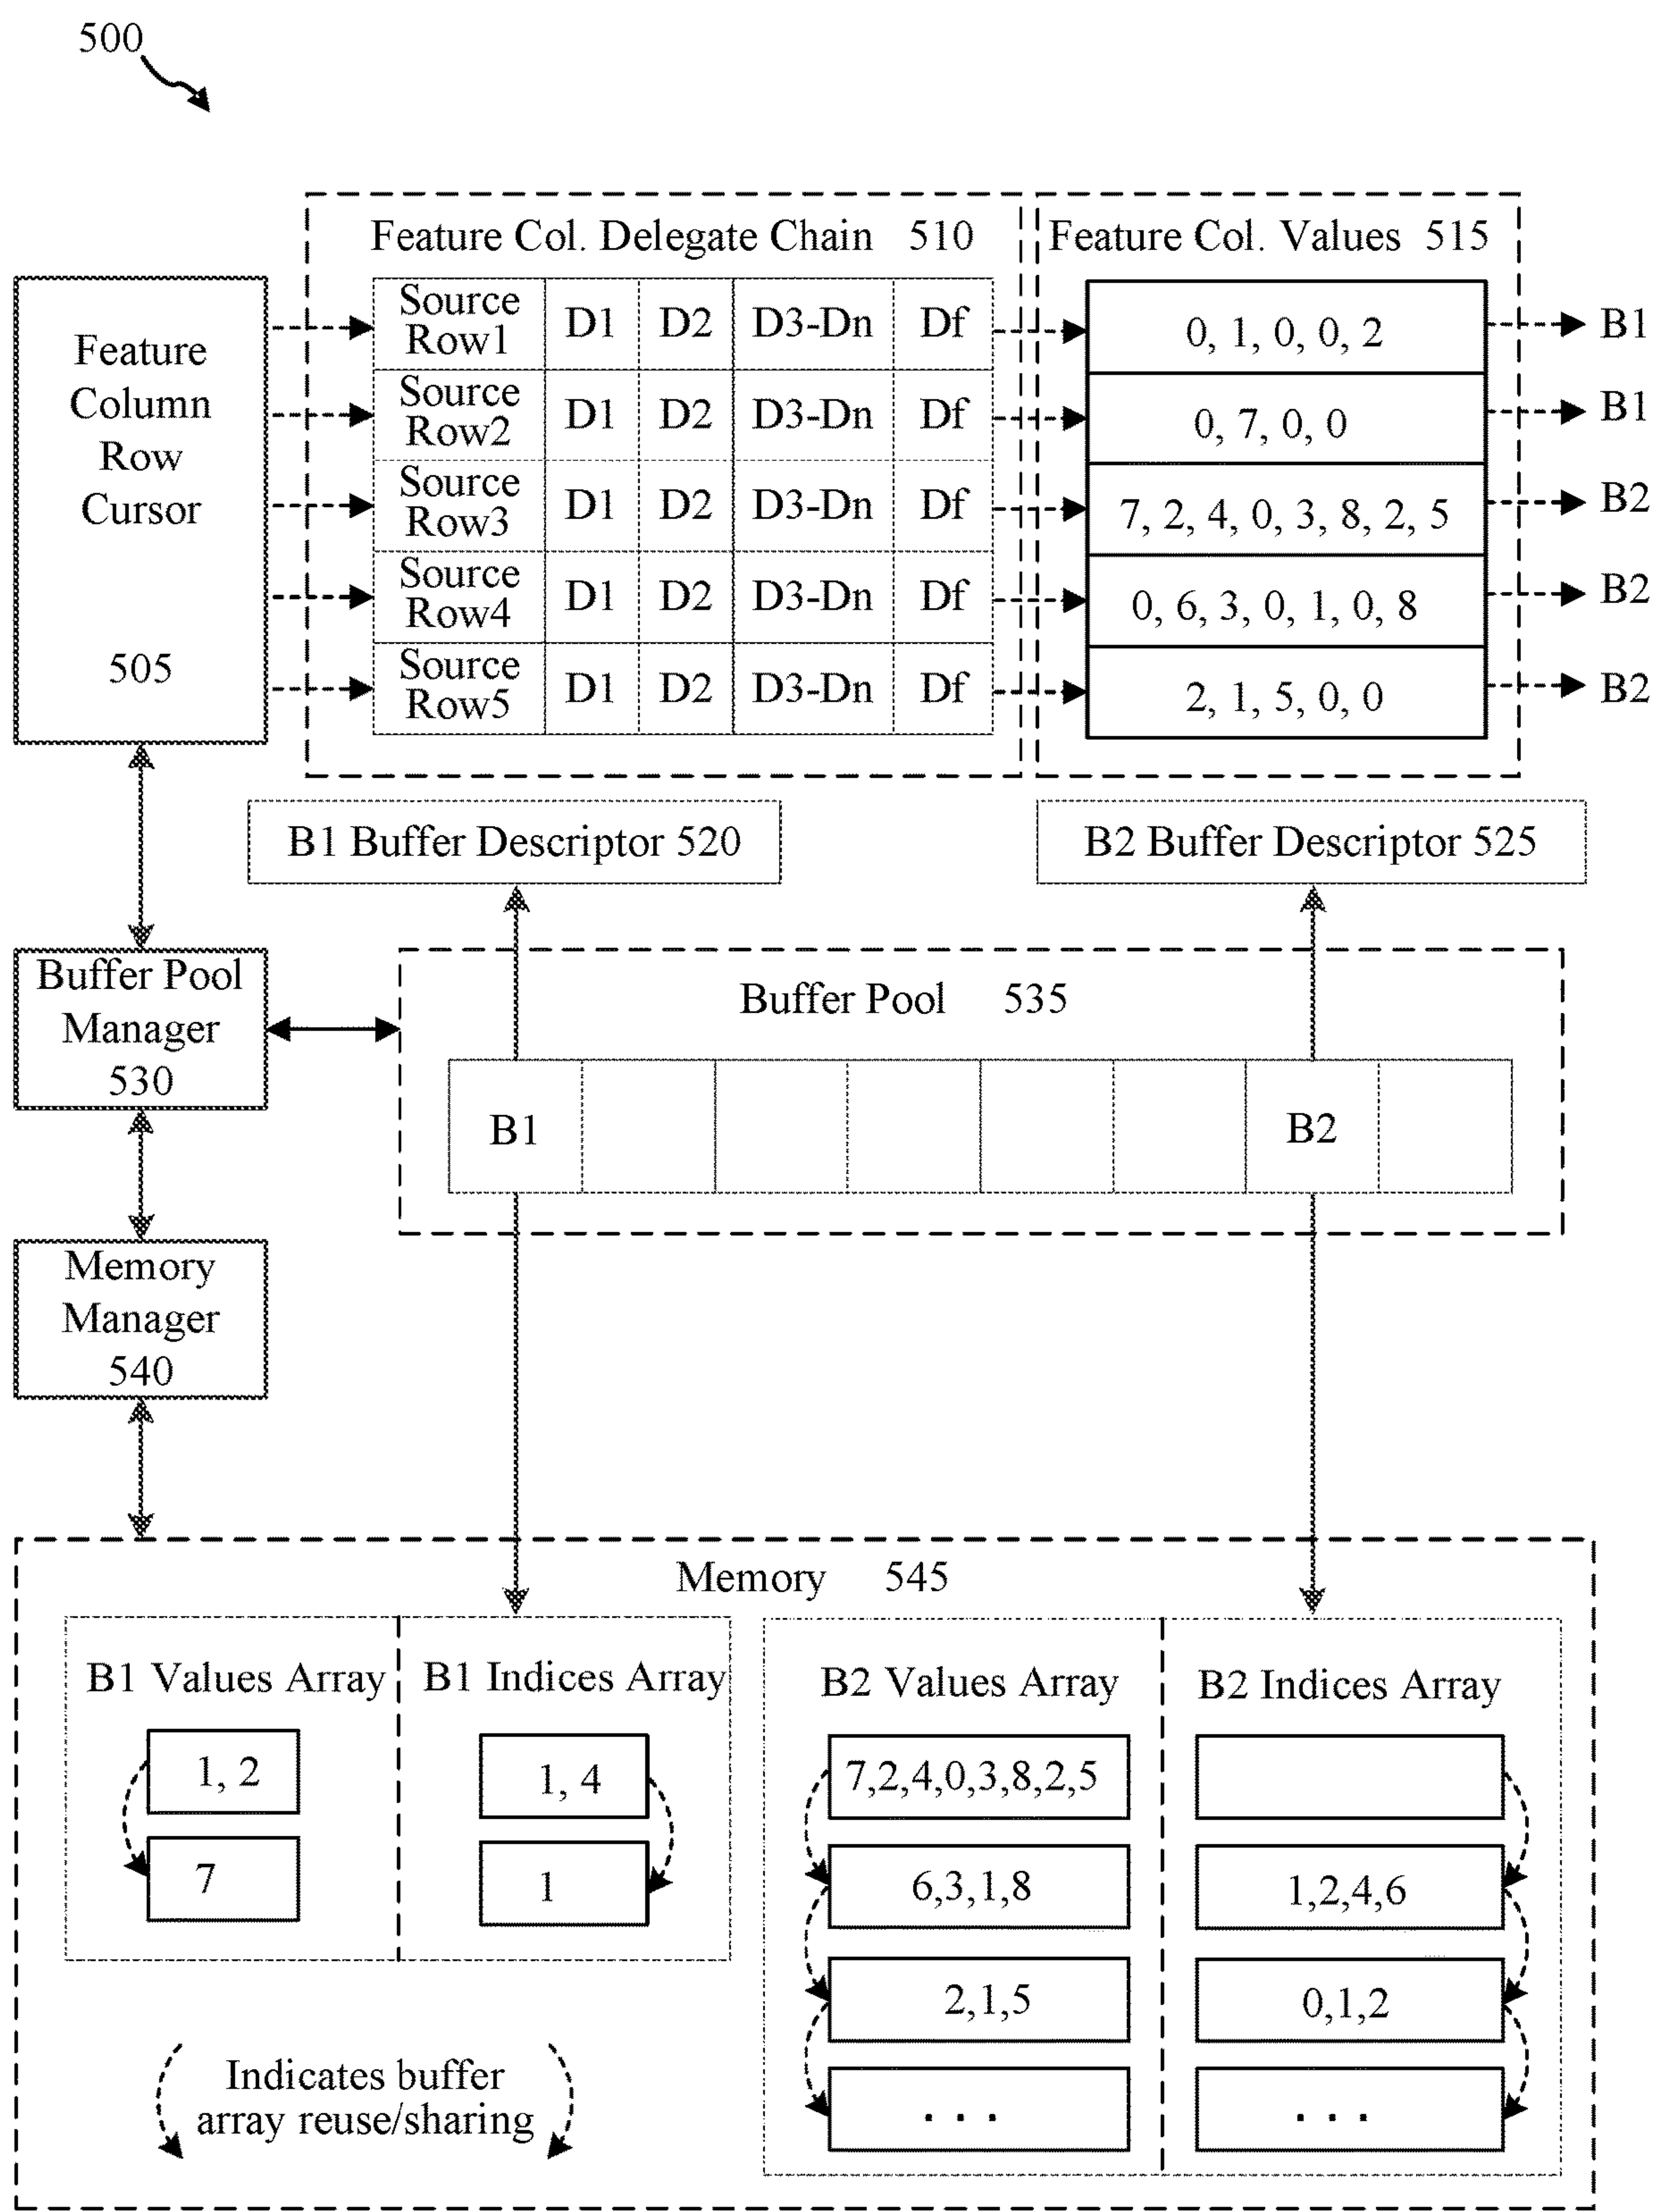 500
Feature Col. Delegate Chain 510
Feature Col. Values 515
Feature
Column
Row
Cursor
505
Source
Row1
D1
D2
D3-Dn
Df
0, 1, 0, 0, 2
B1
Source
Row2
D1
D2
D3-Dn
Df
0, 7, 0, 0
B1
Source
Row3
D1
D2
D3-Dn
Df
7, 2, 4, 0, 3, 8, 2, 5
B2
Source
Row4
D1
D2
D3-Dn
Df
0, 6, 3, 0, 1, 0, 8
B2
Source
Row5
D1
D2
D3-Dn
Df
2, 1, 5, 0, 0
B2
B1 Buffer Descriptor 520
B2 Buffer Descriptor 525
Buffer Pool
Manager
530
Buffer Pool 535
B1
B2
Memory
Manager
540
Memory 545
B1 Values Array
1, 2
7
B1 Indices Array
1, 4
1
B2 Values Array
7,2,4,0,3,8,2,5
6,3,1,8
2,1,5
. . .
B2 Indices Array
1,2,4,6
0,1,2
. . .
Indicates buffer
array reuse/sharing